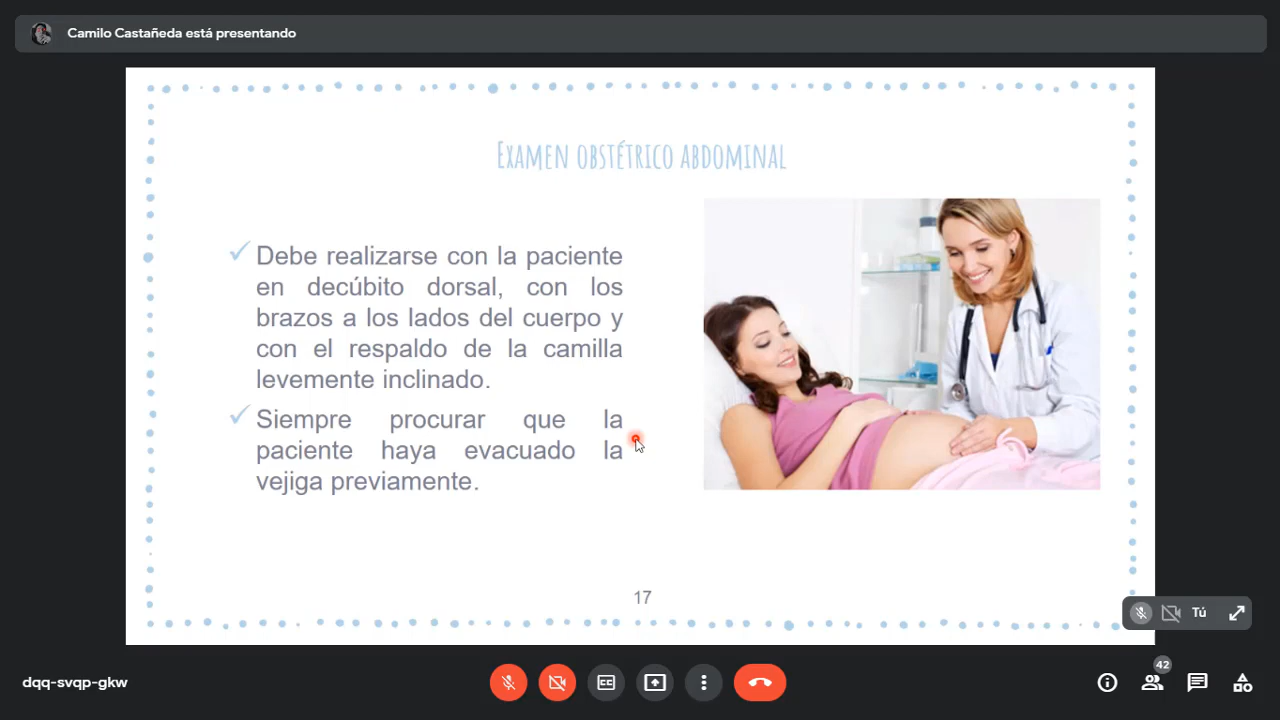 Camilo Castañeda está presentando
Examen obstétrico abdominal
Debe realizarse con la paciente
en decúbito dorsal, con los
brazos a los lados del cuerpo y
con el respaldo de la camilla
levemente inclinado.
Siempre procurar que la
paciente haya evacuado la
vejiga previamente.
17
Tú
dqq-svqp-gkw
CC
42